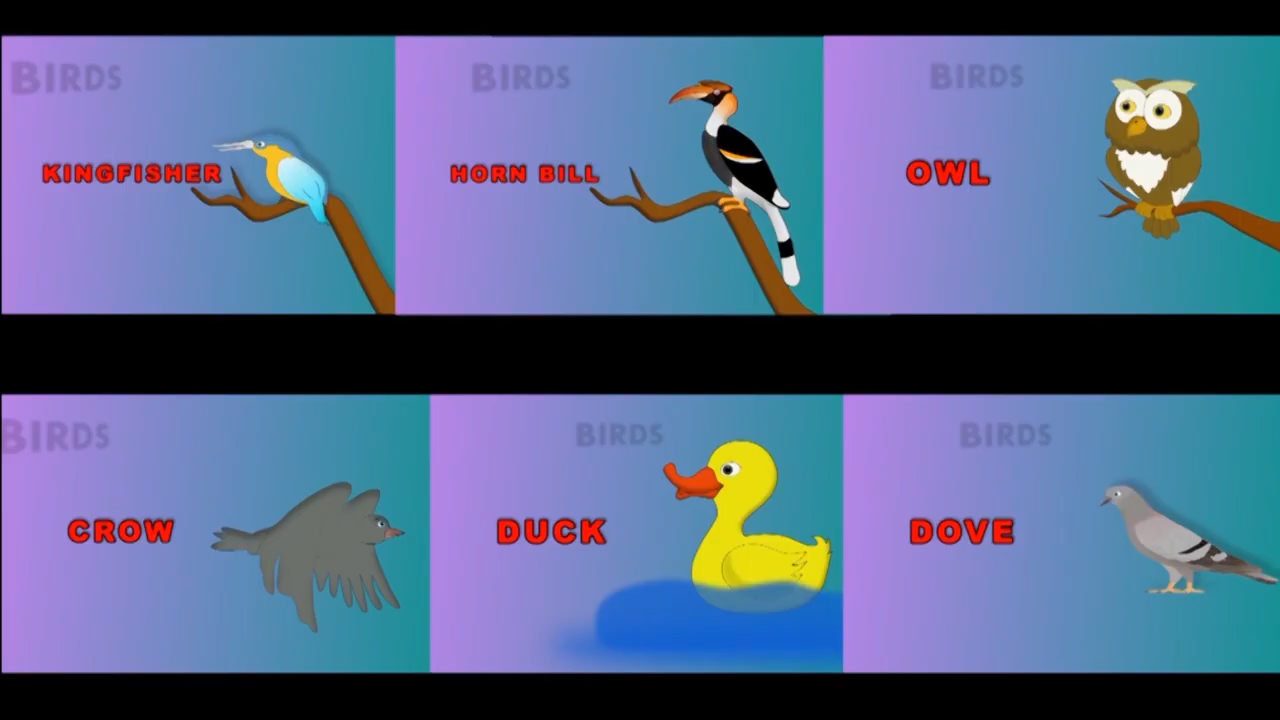 BIRDS
KINGFISHER
BIRDS
HORN BILL
BIRDS
OWL
BIRDS
CROW
BIRDS
DUCK
BIRDS
DOVE